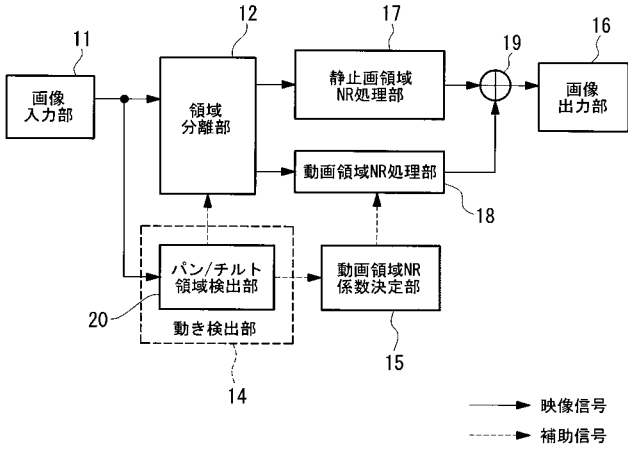 17
12
19
16
11
画像
入力部
領域
分離部
静止画領域
NR処理部
画像
出力部
動画領域NR処理部
18
パン/チルト
領域検出部
動画領域NR
係数決定部
20
動き検出部
14
15
映像信号
補助信号